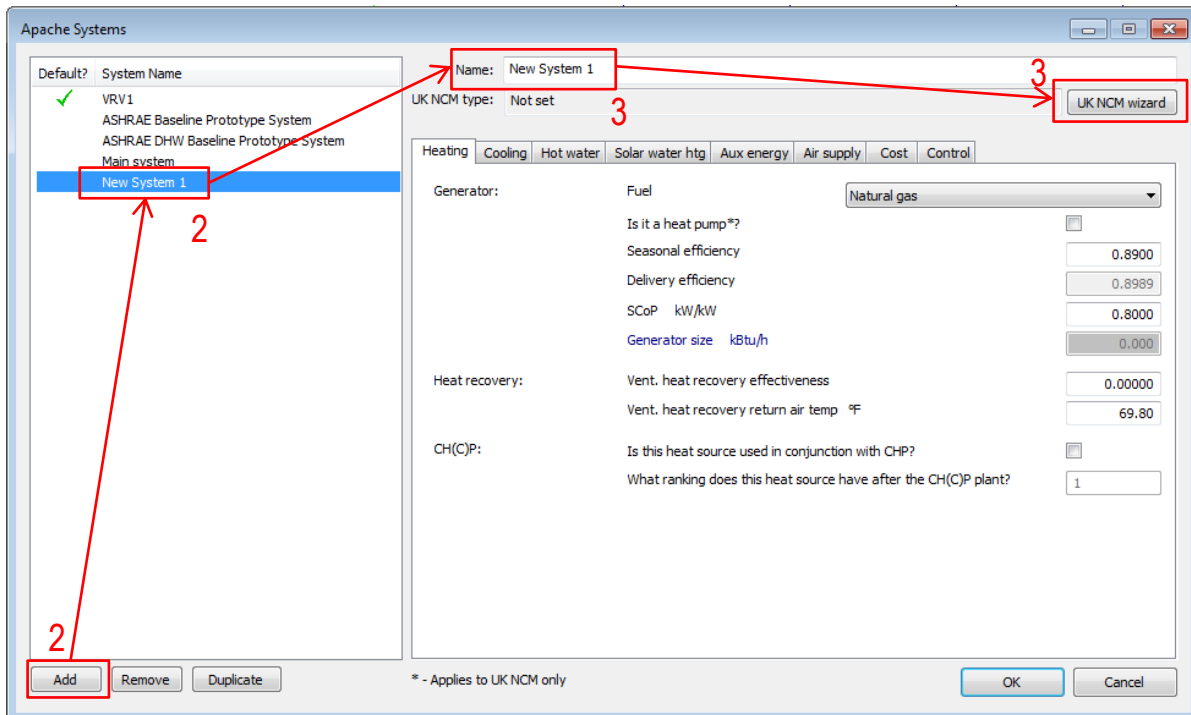 Apache Systems
Default? System Name
VRV1
ASHRAE Baseline Prototype System
ASHRAE DHW Baseline Prototype System
Main system
New System 1
2
2
Add Remove Duplicate
Name: New System 1
3
UK NCM type: Not set
3
UK NCM wizard
Heating Cooling Hot water Solar water htg Aux energy Air supply Cost Control
Generator: Fuel Natural gas
Is it a heat pump*?
Seasonal efficiency 0.8900
Delivery efficiency 0.8989
SCoP kW/kW 0.8000
Generator size kBtu/h 0.000
Heat recovery: Vent. heat recovery effectiveness 0.00000
Vent. heat recovery return air temp °F 69.80
CH(C)P: Is this heat source used in conjunction with CHP?
What ranking does this heat source have after the CH(C)P plant? 1
* - Applies to UK NCM only
OK Cancel